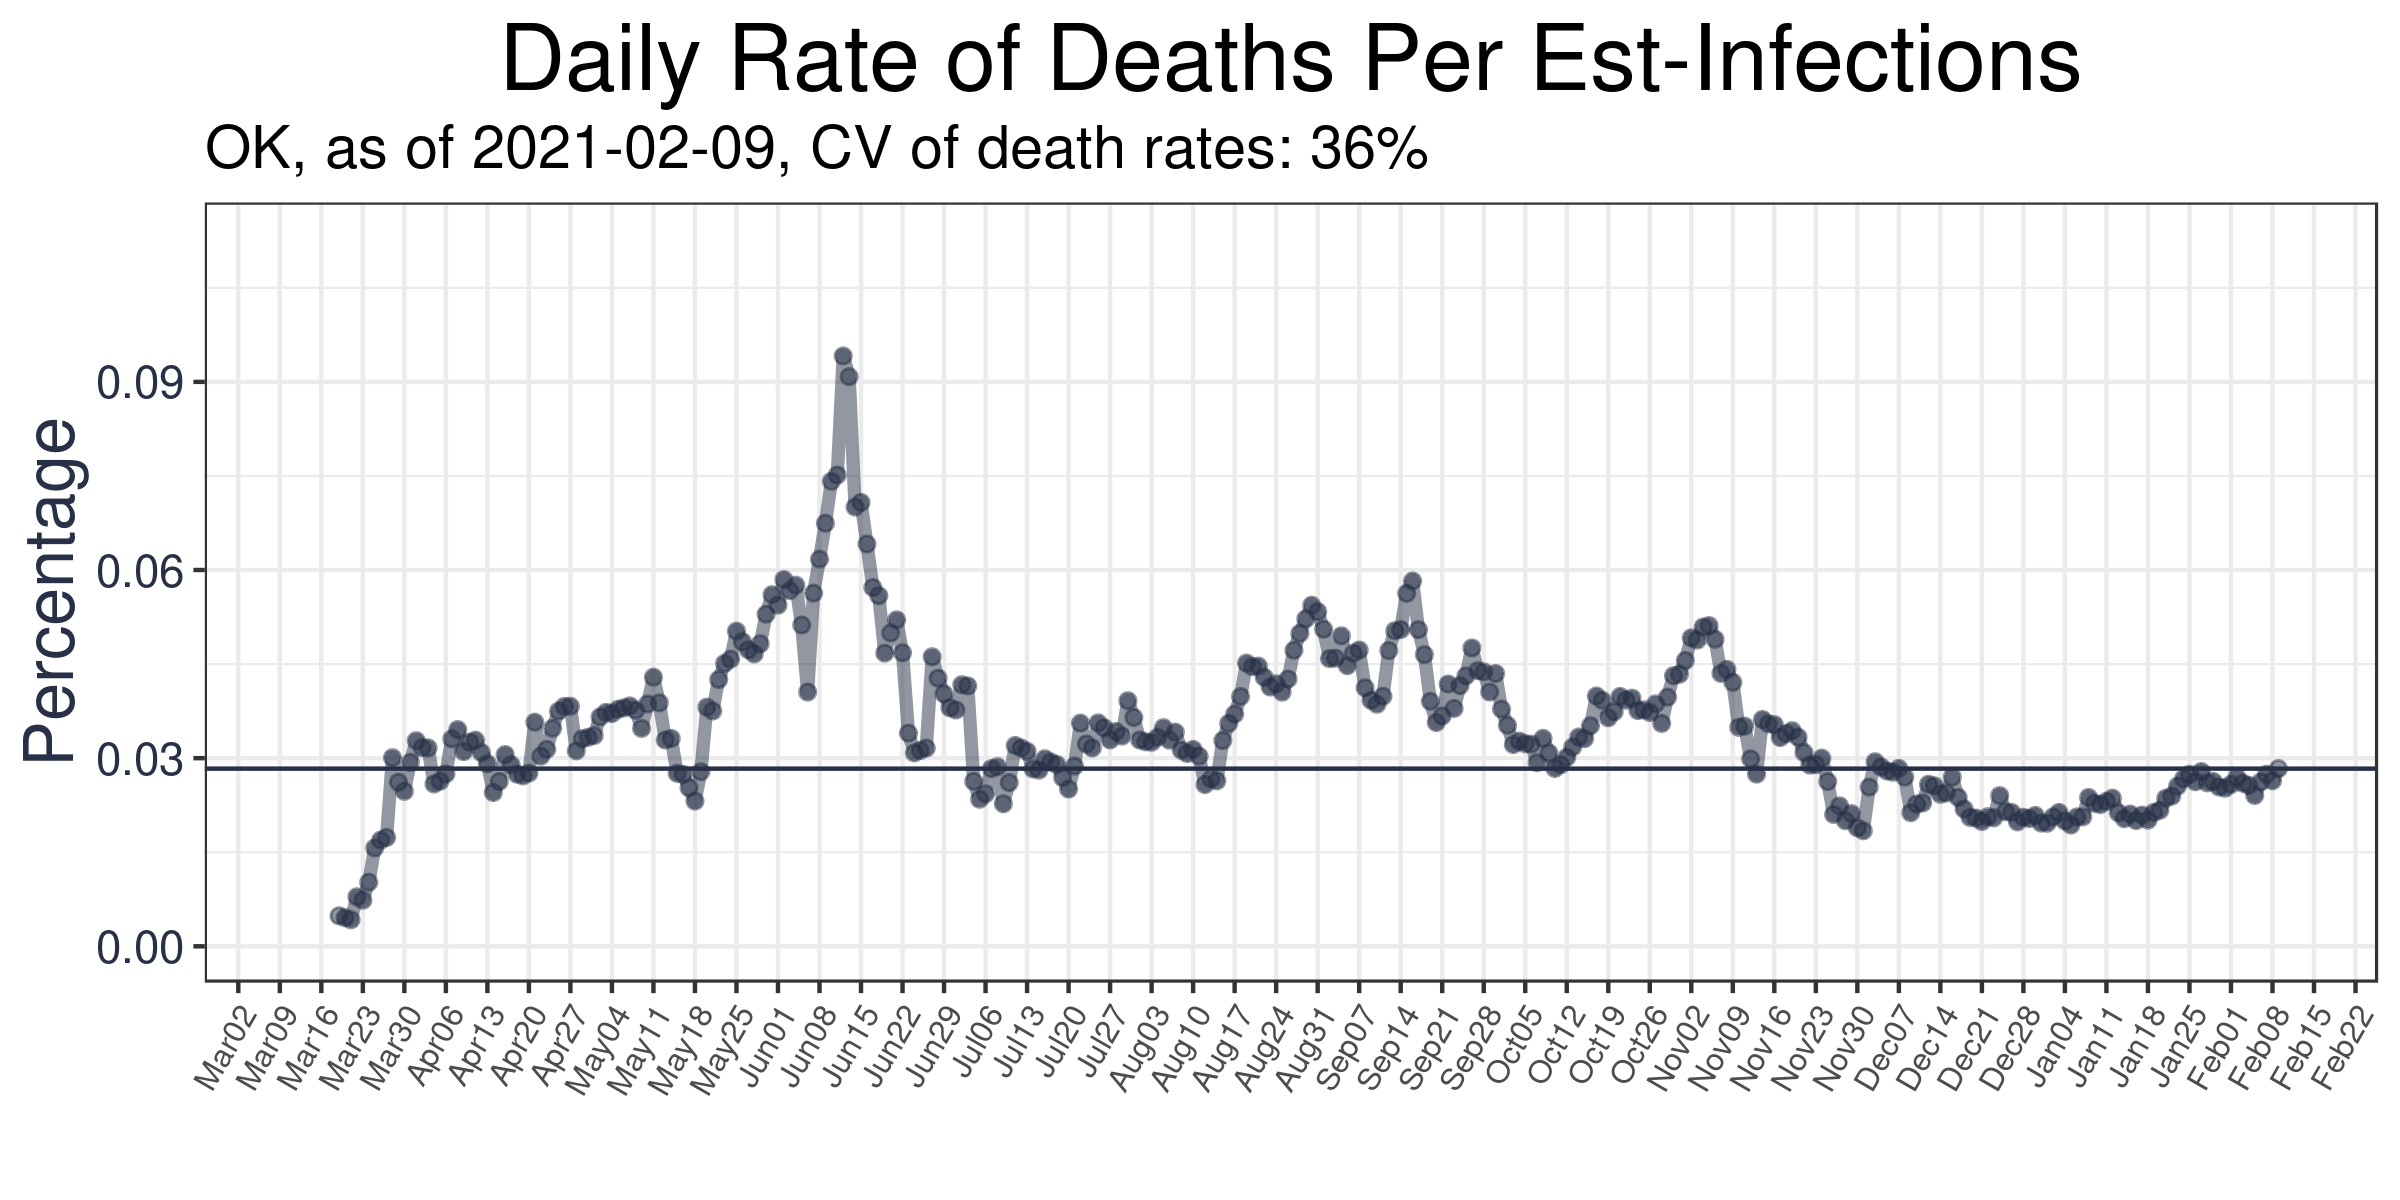 Daily Rate of Deaths Per Est-Infections
OK, as of 2021-02-09, CV of death rates: 36%
Percentage
0.09
0.06
0.03
0.00
Mar02
Mar09
Mar16
Mar23
Mar30
Apr06
Apr13
Apr20
Apr27
May04
May11
May18
May25
Jun01
Jun08
Jun15
Jun22
Jun29
Jul06
Jul13
Jul20
Jul27
Aug03
Aug10
Aug17
Aug24
Aug31
Sep07
Sep14
Sep21
Sep28
Oct05
Oct12
Oct19
Oct26
Nov02
Nov09
Nov16
Nov23
Nov30
Dec07
Dec14
Dec21
Dec28
Jan04
Jan11
Jan18
Jan25
Feb01
Feb08
Feb15
Feb22